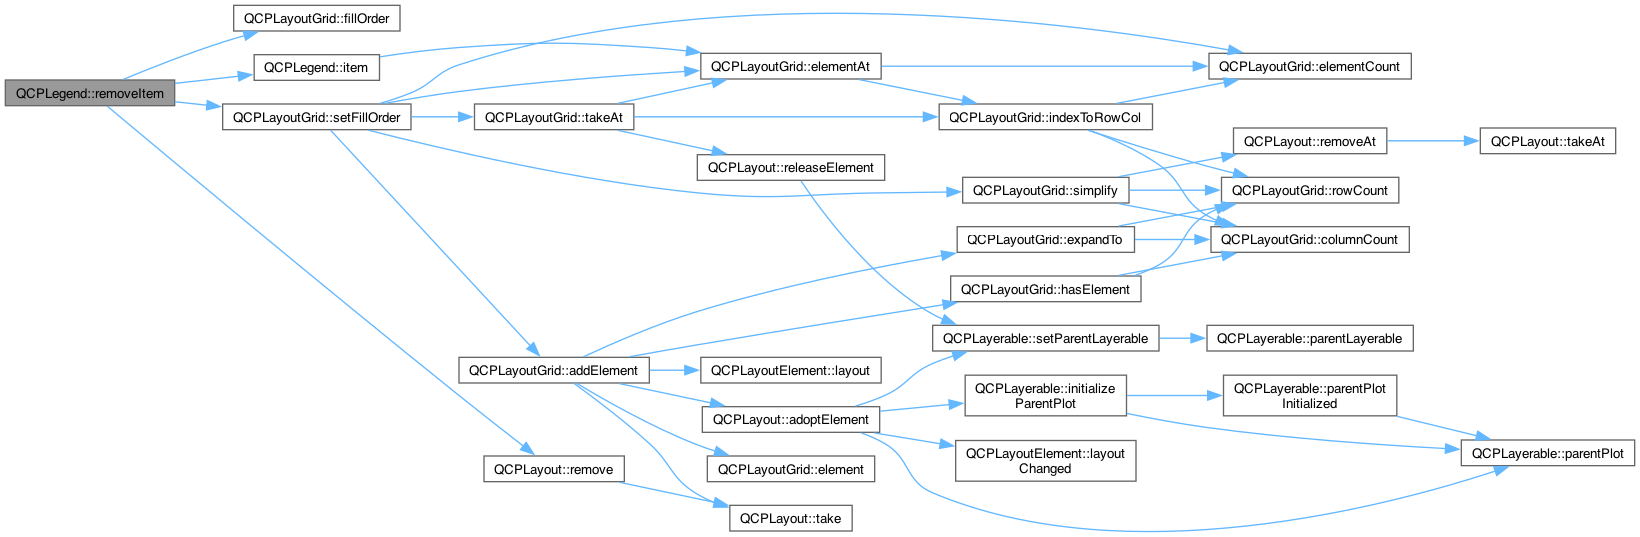 QCPLegend::removeItem
QCPLayoutGrid::fillOrder
QCPLegend::item
QCPLayoutGrid::setFillOrder
QCPLayoutGrid::elementAt
QCPLayoutGrid::elementCount
QCPLayoutGrid::takeAt
QCPLayoutGrid::indexToRowCol
QCPLayout::releaseElement
QCPLayout::removeAt
QCPLayout::takeAt
QCPLayoutGrid::simplify
QCPLayoutGrid::rowCount
QCPLayoutGrid::expandTo
QCPLayoutGrid::columnCount
QCPLayoutGrid::hasElement
QCPLayerable::setParentLayerable
QCPLayerable::parentLayerable
QCPLayoutGrid::addElement
QCPLayoutElement::layout
QCPLayout::adoptElement
QCPLayerable::initialize
ParentPlot
QCPLayerable::parentPlot
Initialized
QCPLayoutElement::layout
Changed
QCPLayerable::parentPlot
QCPLayoutGrid::element
QCPLayout::remove
QCPLayout::take